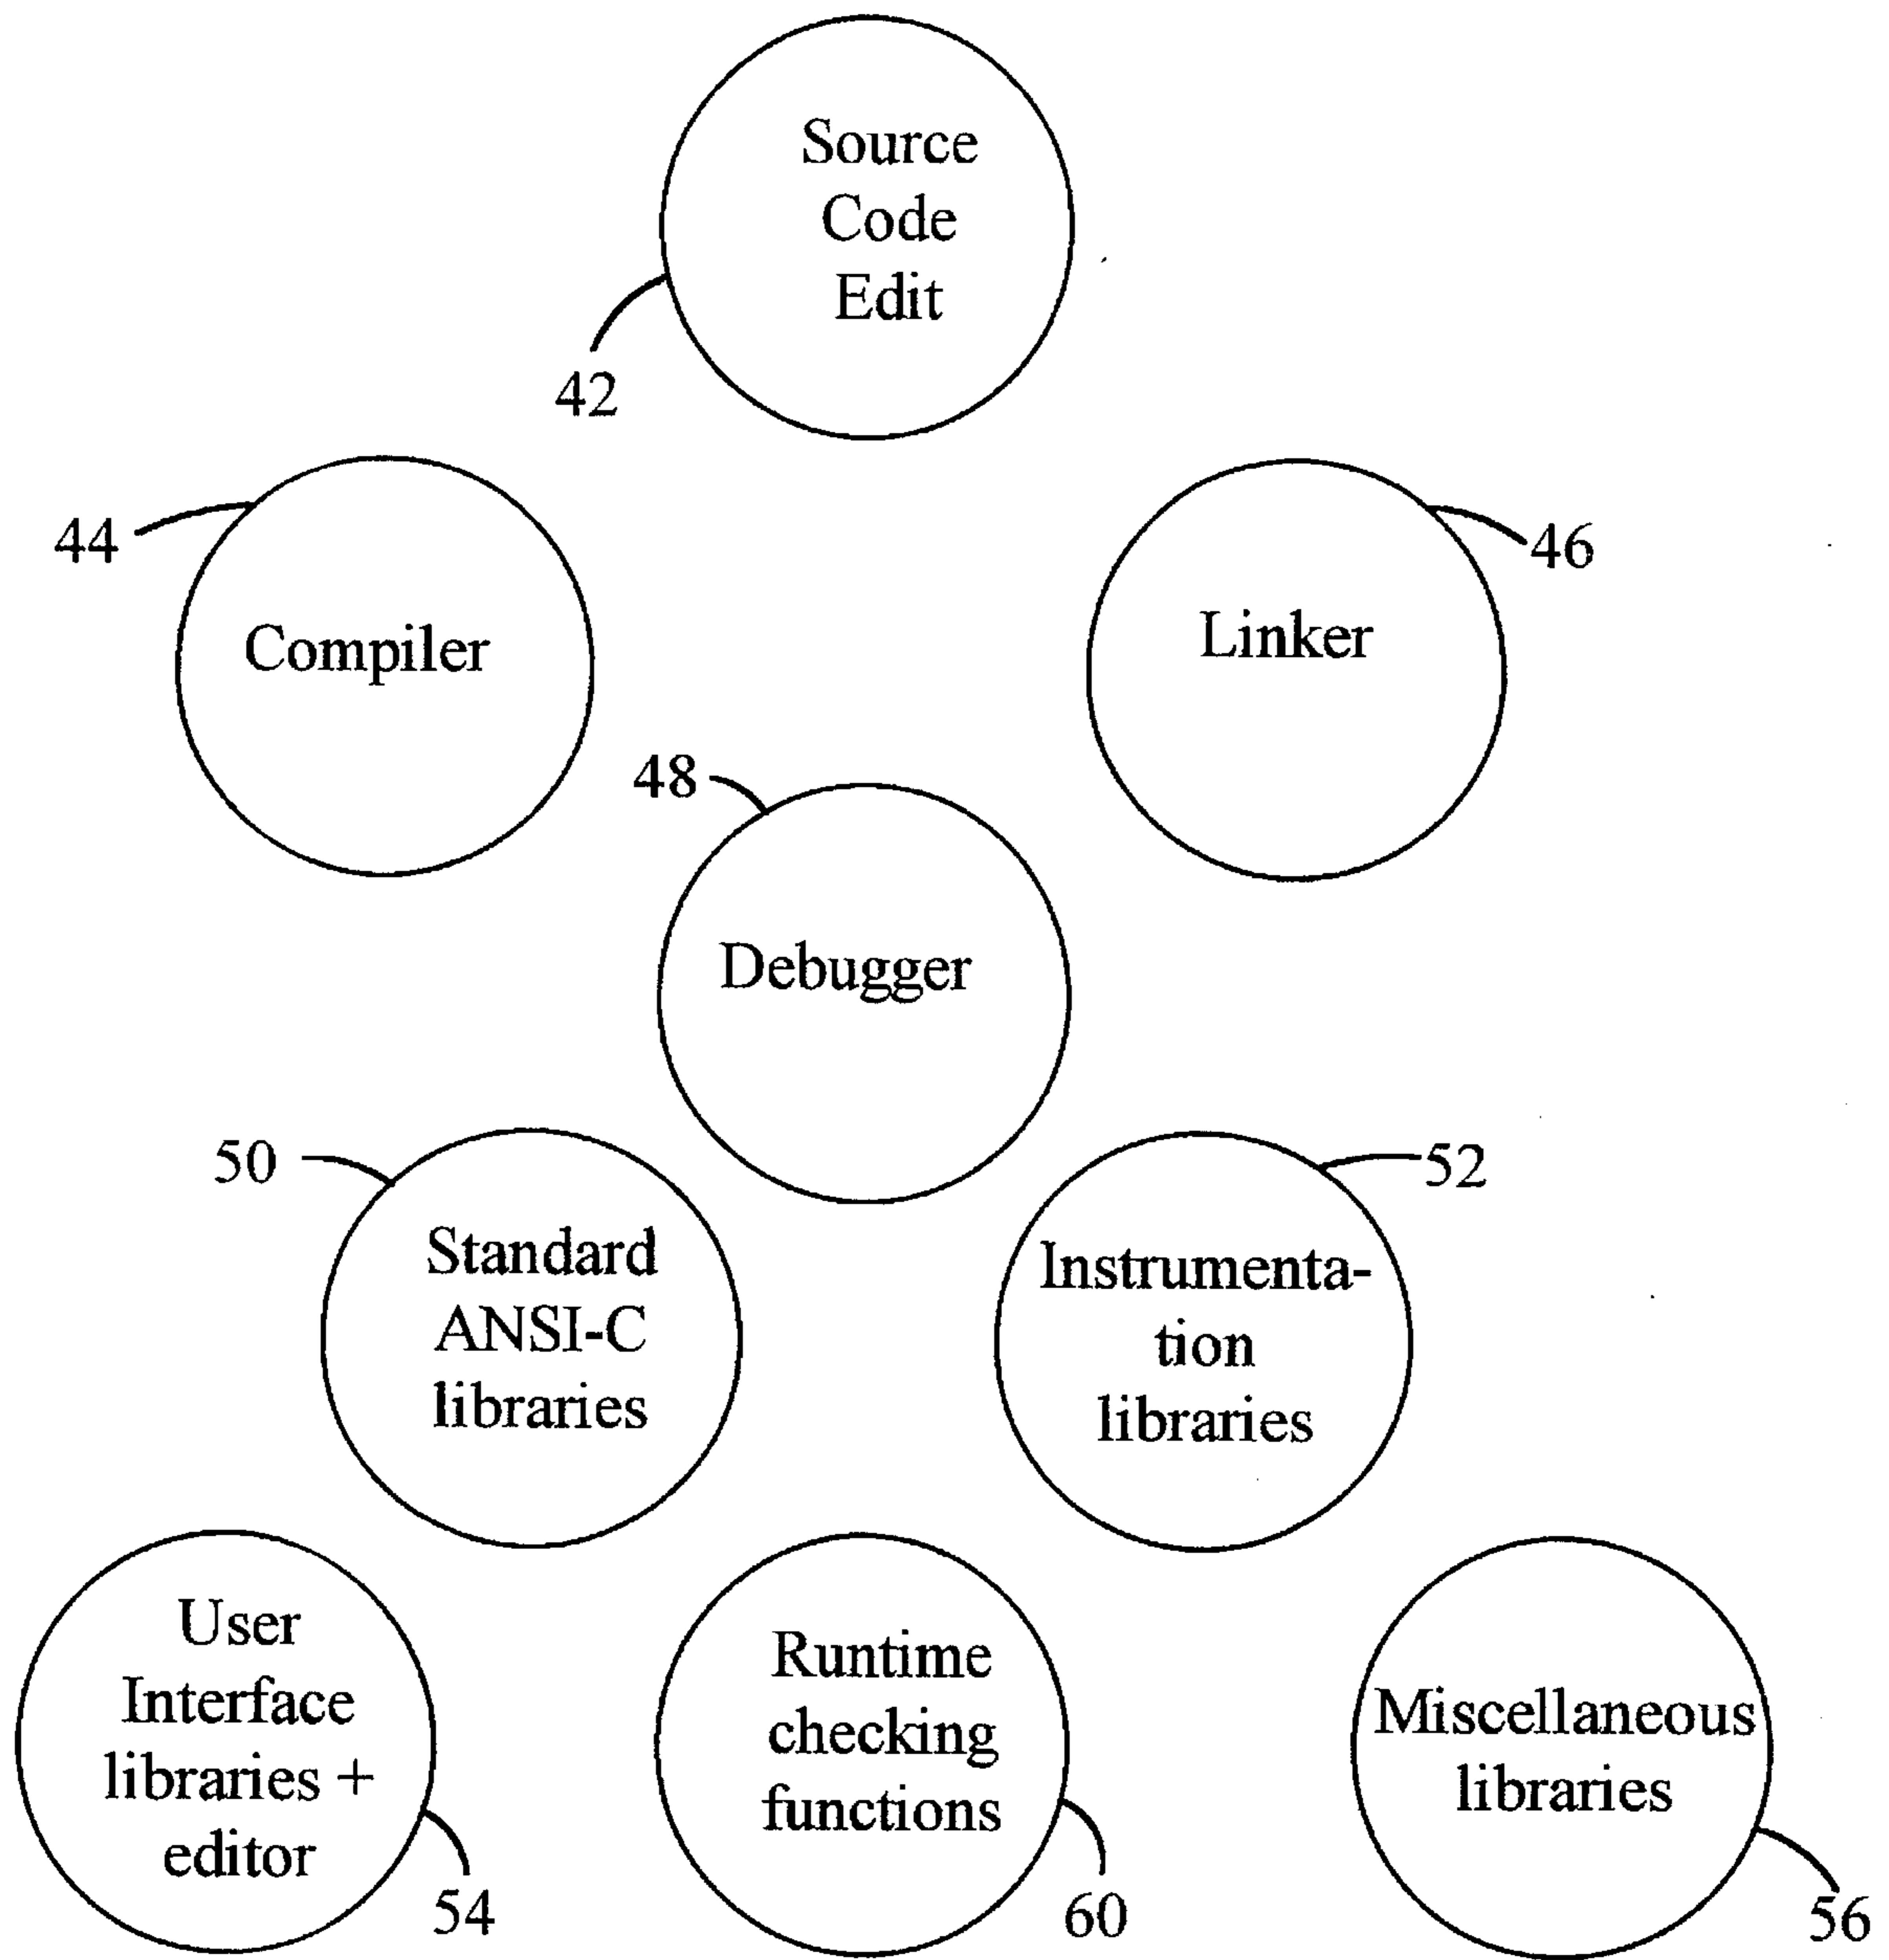 Source
Code
Edit
42
44
46
Compiler
Linker
48
Debugger
50
52
Standard
ANSI-C
libraries
Instrumenta-
tion
libraries
User
Interface
libraries +
editor
54
Runtime
checking
functions
60
Miscellaneous
libraries
56